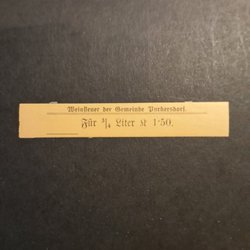 Weinsteuer der Gemeinde Purkersdorf.
Für 3/4 Liter K 1·50.